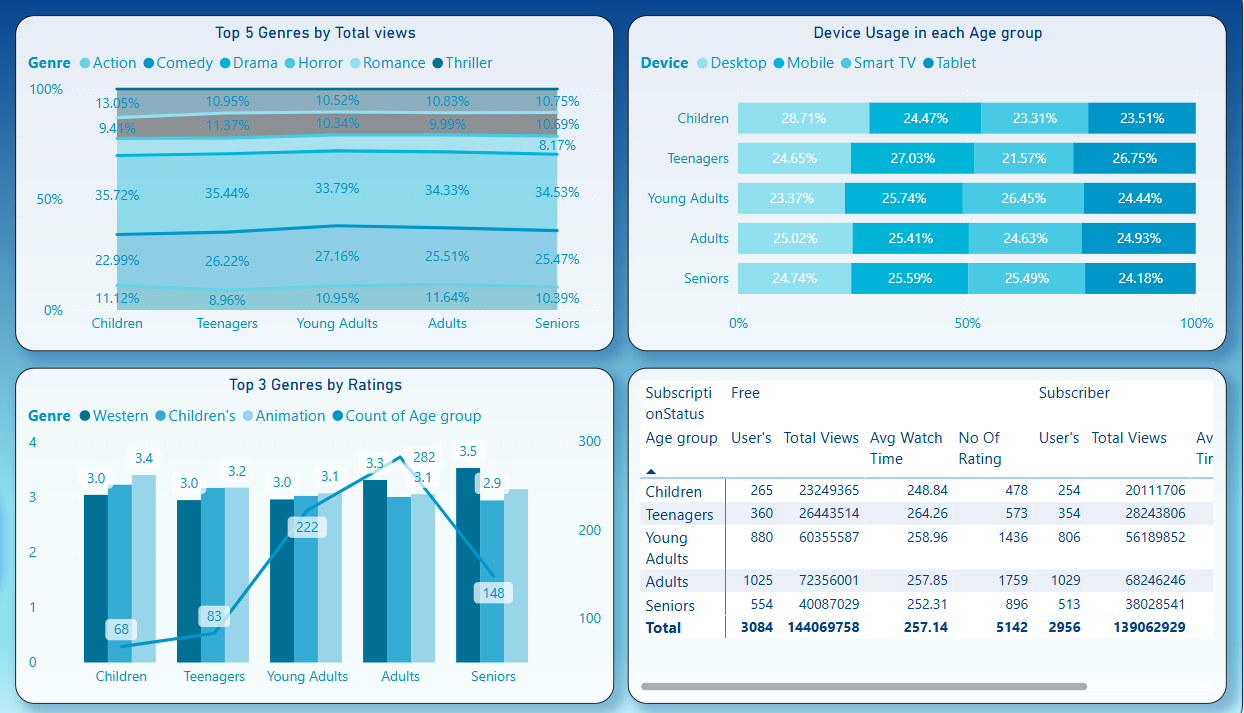 Top 5 Genres by Total views
Genre Action Comedy Drama Horror Romance Thriller
100%
50%
0%
13.05% 10.95% 10.52% 10.83% 10.75%
9.41% 11.37% 10.34% 9.99% 10.69%
8.17%
35.72% 35.44% 33.79% 34.33% 34.53%
22.99% 26.22% 27.16% 25.51% 25.47%
11.12% 8.96% 10.95% 11.64% 10.39%
Children Teenagers Young Adults Adults Seniors
Device Usage in each Age group
Device Desktop Mobile Smart TV Tablet
Children 28.71% 24.47% 23.31% 23.51%
Teenagers 24.65% 27.03% 21.57% 26.75%
Young Adults 23.37% 25.74% 26.45% 24.44%
Adults 25.02% 25.41% 24.63% 24.93%
Seniors 24.74% 25.59% 25.49% 24.18%
0% 50% 100%
Top 3 Genres by Ratings
Genre Western Children's Animation Count of Age group
4
3
2
1
0
300
200
100
3.0 3.4 3.0 3.2 3.0 3.1 3.3 3.1 3.5 2.9
68 83 222 282 148
Children Teenagers Young Adults Adults Seniors
Subscripti Free Subscriber
onStatus
Age group User's Total Views Avg Watch No Of User's Total Views Av
Time Rating Tir
Children 265 23249365 248.84 478 254 20111706
Teenagers 360 26443514 264.26 573 354 28243806
Young 880 60355587 258.96 1436 806 56189852
Adults
Adults 1025 72356001 257.85 1759 1029 68246246
Seniors 554 40087029 252.31 896 513 38028541
Total 3084 144069758 257.14 5142 2956 139062929